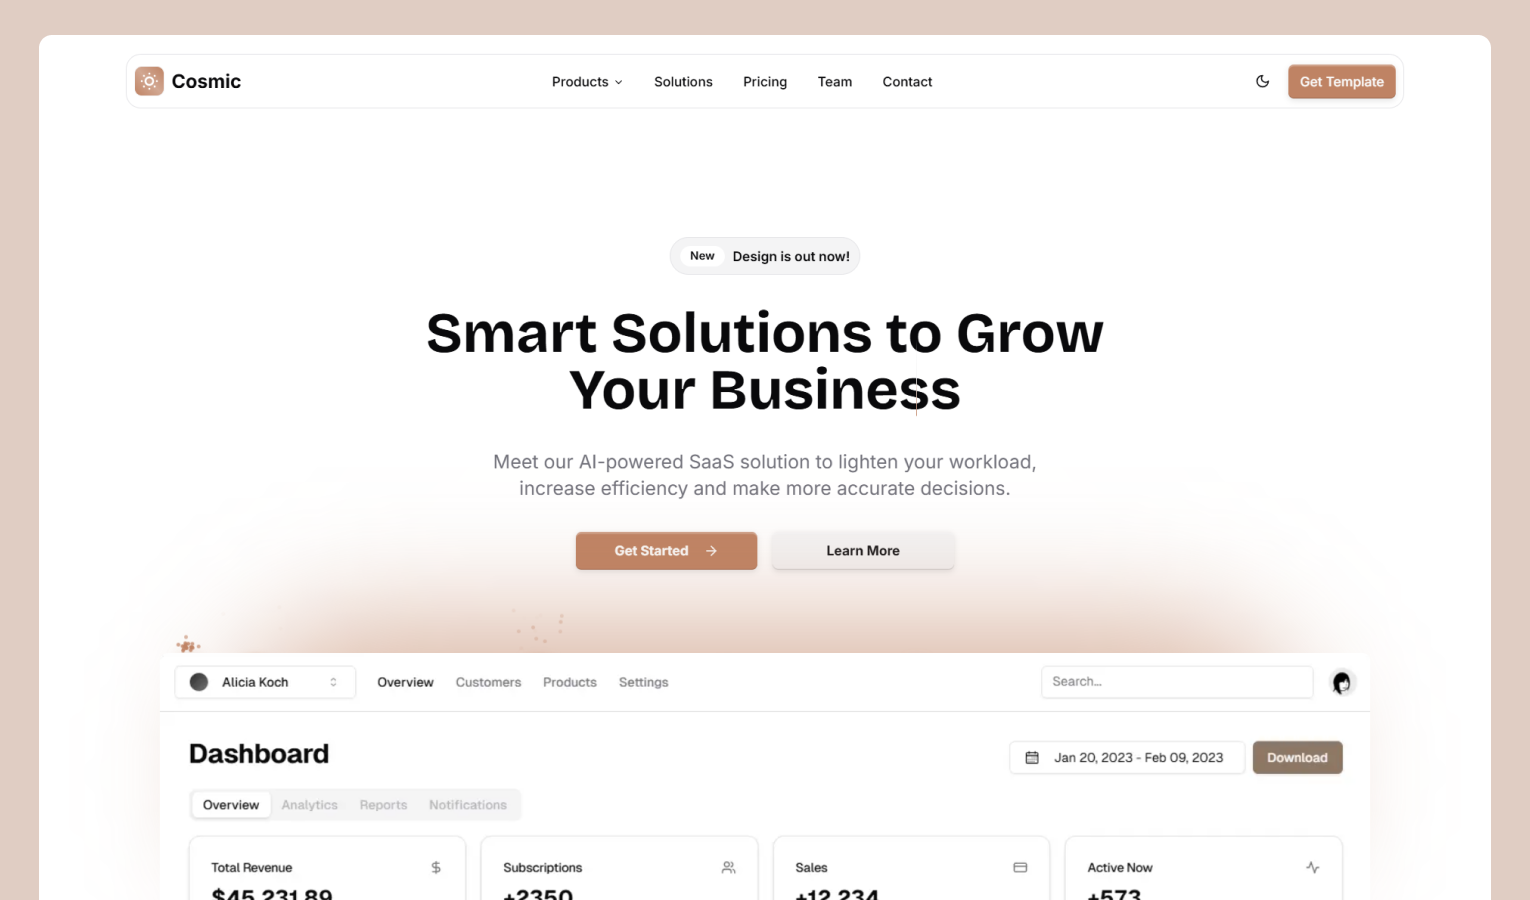 Cosmic
Products
Solutions
Pricing
Team
Contact
Get Template
New
Design is out now!
Smart Solutions to Grow
Your Business
Meet our AI-powered SaaS solution to lighten your workload,
increase efficiency and make more accurate decisions.
Get Started
Learn More
Alicia Koch
Overview
Customers
Products
Settings
Search...
Dashboard
Jan 20, 2023 - Feb 09, 2023
Download
Overview
Analytics
Reports
Notifications
Total Revenue
Subscriptions
Sales
Active Now
$45,231.89
+2350
+12,234
+573